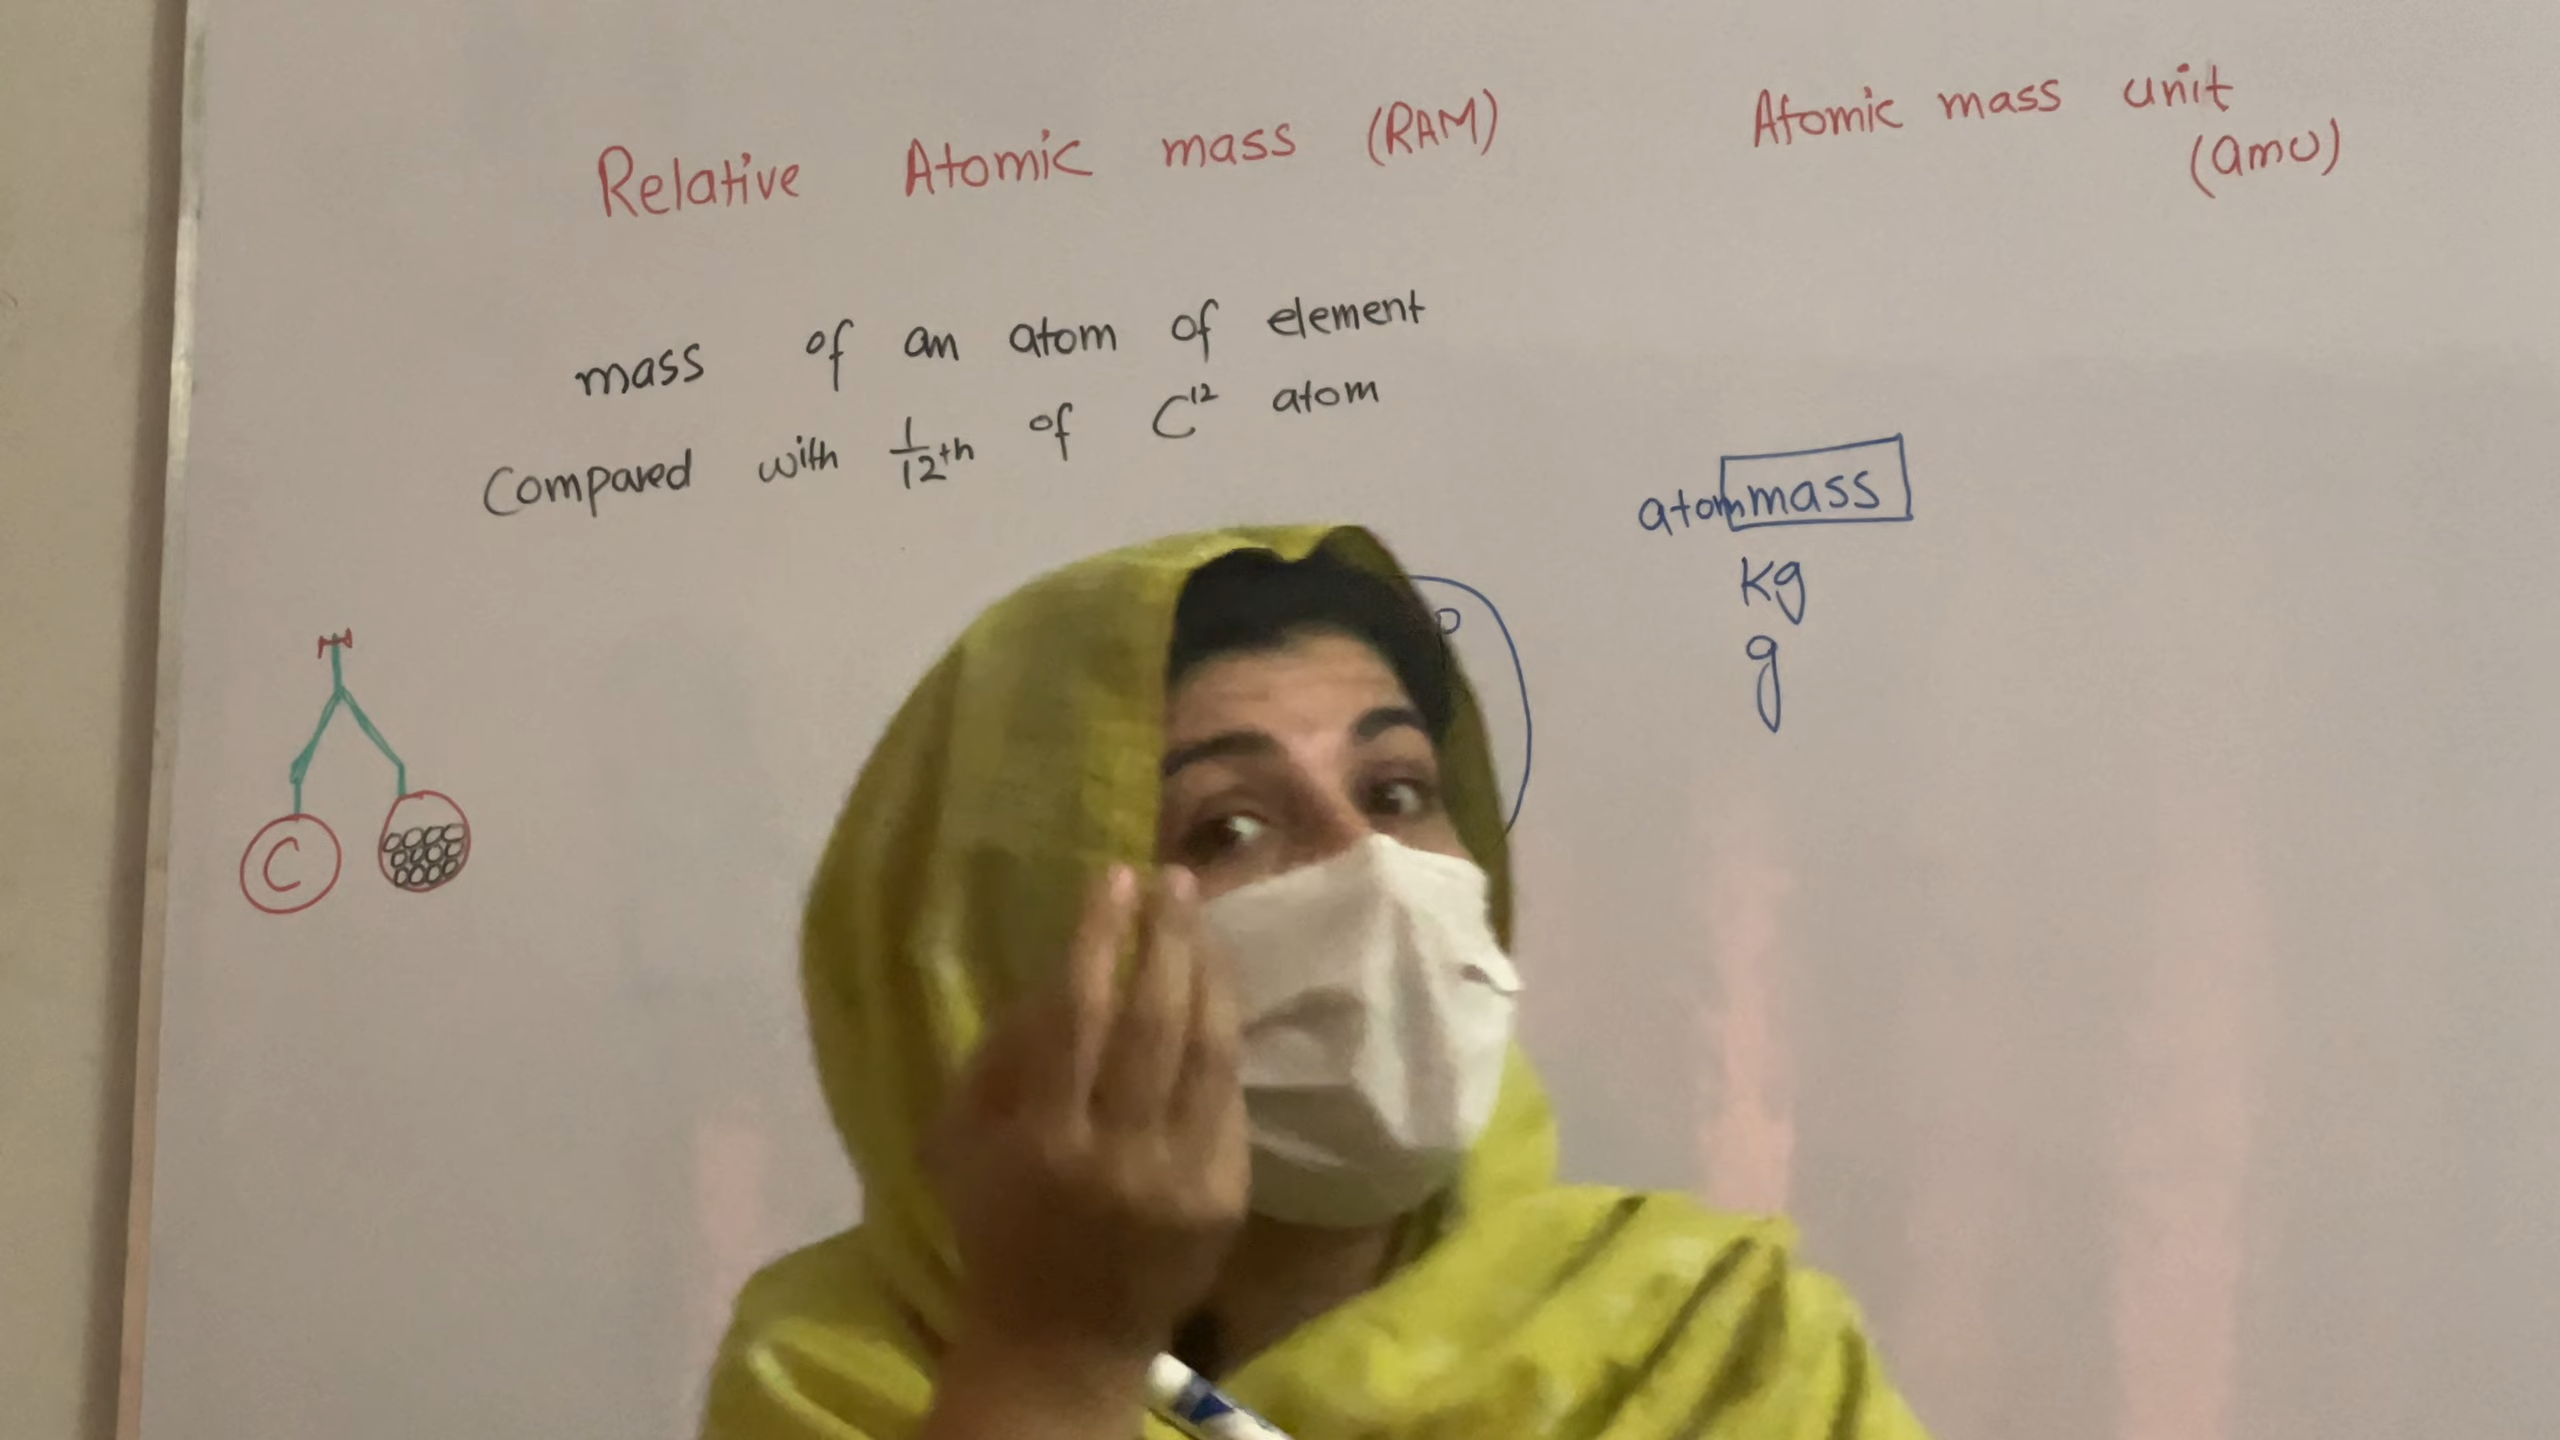 Relative Atomic mass (RAM)
Atomic mass unit
(amu)
mass of an atom of element
Compared with 1/12th of C¹² atom
atom mass
kg
g
C
P